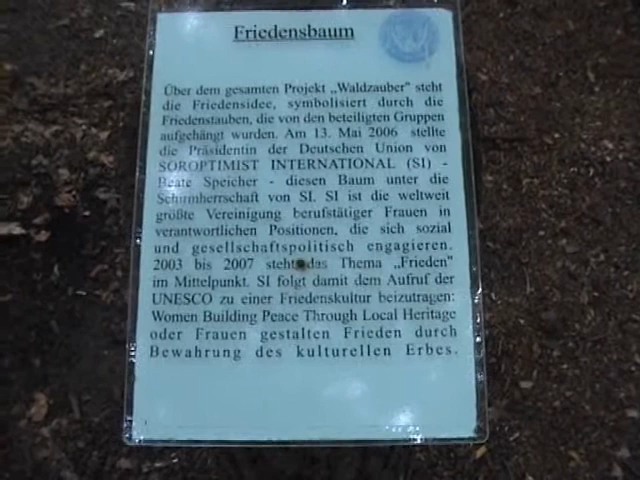 Friedensbaum
Über dem gesamten Projekt „Waldzauber" steht
die Friedensidee, symbolisiert durch die
Friedenstauben, die von den beteiligten Gruppen
aufgehängt wurden. Am 13. Mai 2006 stellte
die Präsidentin der Deutschen Union von
SOROPTIMIST INTERNATIONAL (SI) -
Beate Speicher - diesen Baum unter die
Schirmherrschaft von SI. SI ist die weltweit
größte Vereinigung berufstätiger Frauen in
verantwortlichen Positionen, die sich sozial
und gesellschaftspolitisch engagieren.
2003 bis 2007 steht das Thema „Frieden"
im Mittelpunkt. SI folgt damit dem Aufruf der
UNESCO zu einer Friedenskultur beizutragen:
Women Building Peace Through Local Heritage
oder Frauen gestalten Frieden durch
Bewahrung des kulturellen Erbes.